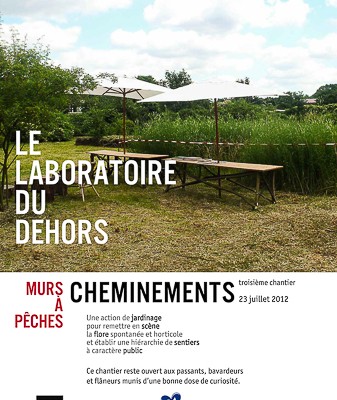 LE
LABORATOIRE
DU
DEHORS
MURS
À
PÊCHES
CHEMINEMENTS
troisième chantier
23 juillet 2012
Une action de jardinage
pour remettre en scène
la flore spontanée et horticole
et établir une hiérarchie de sentiers
à caractère public
Ce chantier reste ouvert aux passants, bavardeurs
et flâneurs munis d'une bonne dose de curiosité.